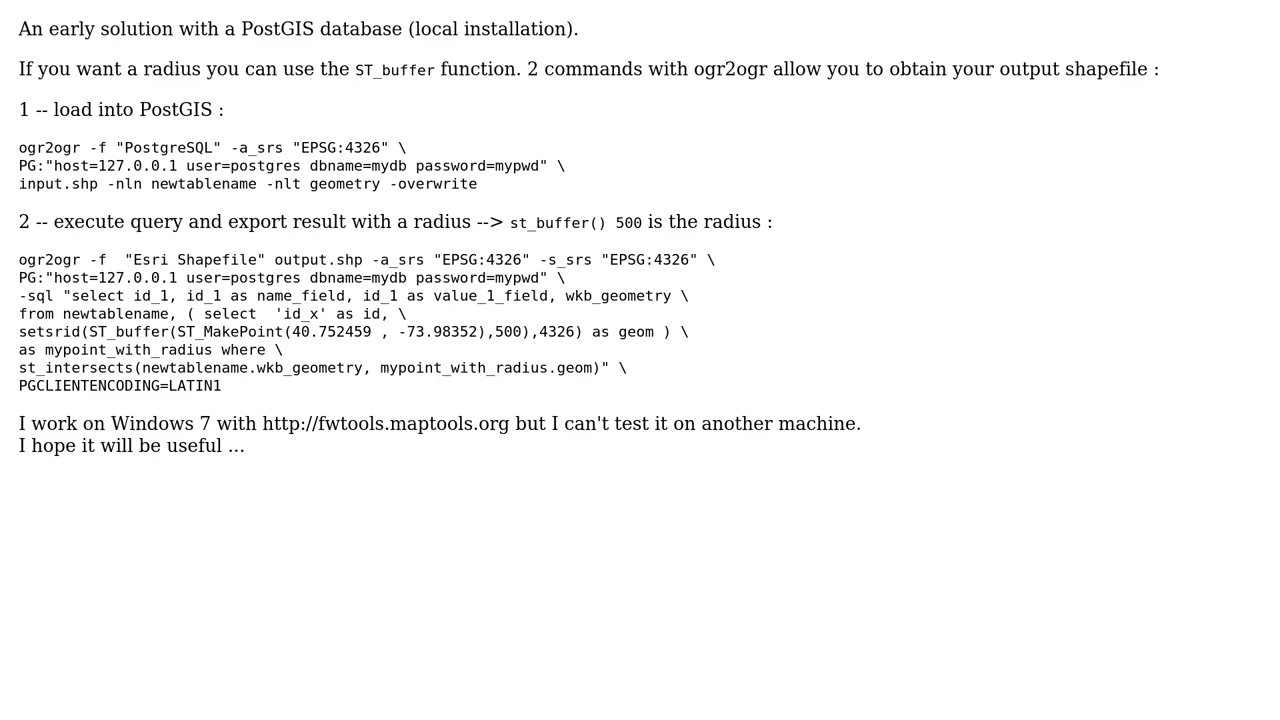 An early solution with a PostGIS database (local installation).
If you want a radius you can use the ST_buffer function. 2 commands with ogr2ogr allow you to obtain your output shapefile :
1 -- load into PostGIS :
ogr2ogr -f "PostgreSQL" -a_srs "EPSG:4326" \
PG:"host=127.0.0.1 user=postgres dbname=mydb password=mypwd" \
input.shp -nln newtablename -nlt geometry -overwrite
2 -- execute query and export result with a radius --> st_buffer() 500 is the radius :
ogr2ogr -f  "Esri Shapefile" output.shp -a_srs "EPSG:4326" -s_srs "EPSG:4326" \
PG:"host=127.0.0.1 user=postgres dbname=mydb password=mypwd" \
-sql "select id_1, id_1 as name_field, id_1 as value_1_field, wkb_geometry \
from newtablename, ( select  'id_x' as id, \
setsrid(ST_buffer(ST_MakePoint(40.752459 , -73.98352),500),4326) as geom ) \
as mypoint_with_radius where \
st_intersects(newtablename.wkb_geometry, mypoint_with_radius.geom)" \
PGCLIENTENCODING=LATIN1
I work on Windows 7 with http://fwtools.maptools.org but I can't test it on another machine.
I hope it will be useful ...